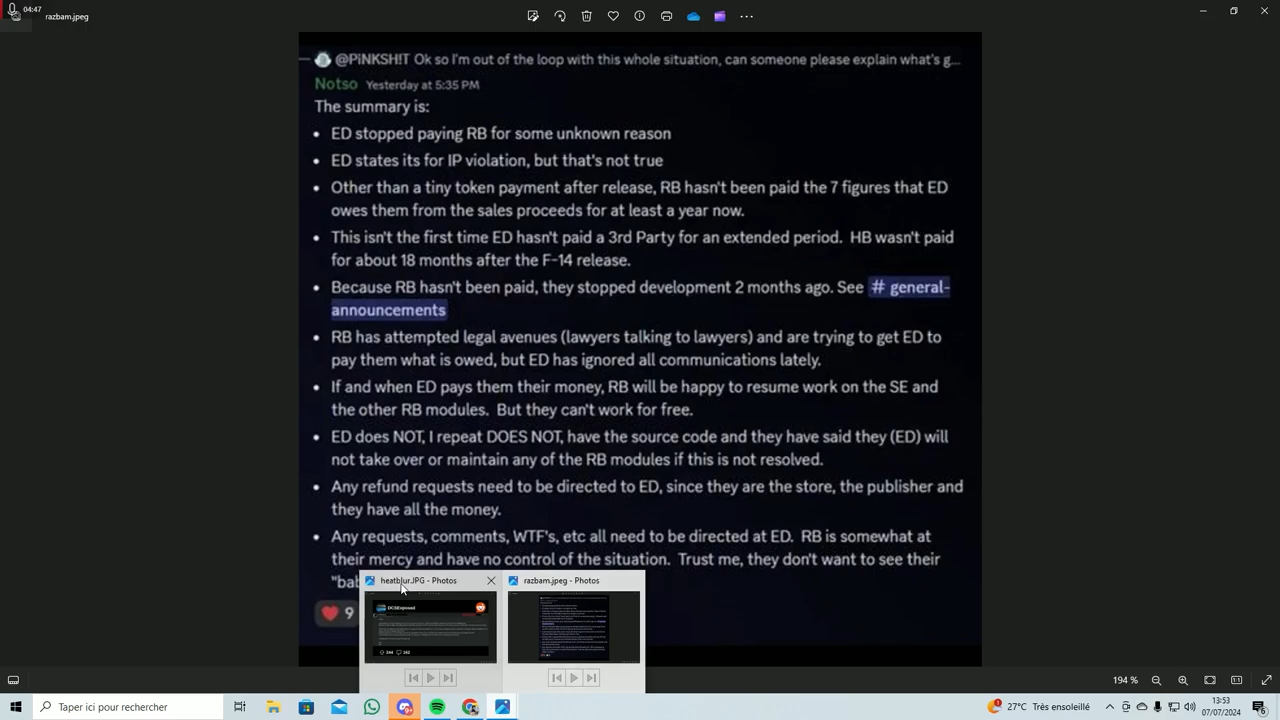 04:47
razbam.jpeg
@PiNKSH!T Ok so I'm out of the loop with this whole situation, can someone please explain what's g...
Notso Yesterday at 5:35 PM
The summary is:
• ED stopped paying RB for some unknown reason
• ED states its for IP violation, but that's not true
• Other than a tiny token payment after release, RB hasn't been paid the 7 figures that ED
owes them from the sales proceeds for at least a year now.
• This isn't the first time ED hasn't paid a 3rd Party for an extended period. HB wasn't paid
for about 18 months after the F-14 release.
• Because RB hasn't been paid, they stopped development 2 months ago. See # general-
announcements
• RB has attempted legal avenues (lawyers talking to lawyers) and are trying to get ED to
pay them what is owed, but ED has ignored all communications lately.
• If and when ED pays them their money, RB will be happy to resume work on the SE and
the other RB modules. But they can't work for free.
• ED does NOT, I repeat DOES NOT, have the source code and they have said they (ED) will
not take over or maintain any of the RB modules if this is not resolved.
• Any refund requests need to be directed to ED, since they are the store, the publisher and
they have all the money.
• Any requests, comments, WTF's, etc all need to be directed at ED. RB is somewhat at
their mercy and have no control of the situation. Trust me, they don't want to see their
"bab
9
heatblur.JPG - Photos
razbam.jpeg - Photos
DCSExposed
244 262
194 %
Taper ici pour rechercher
27°C Très ensoleillé
13:53
07/07/2024